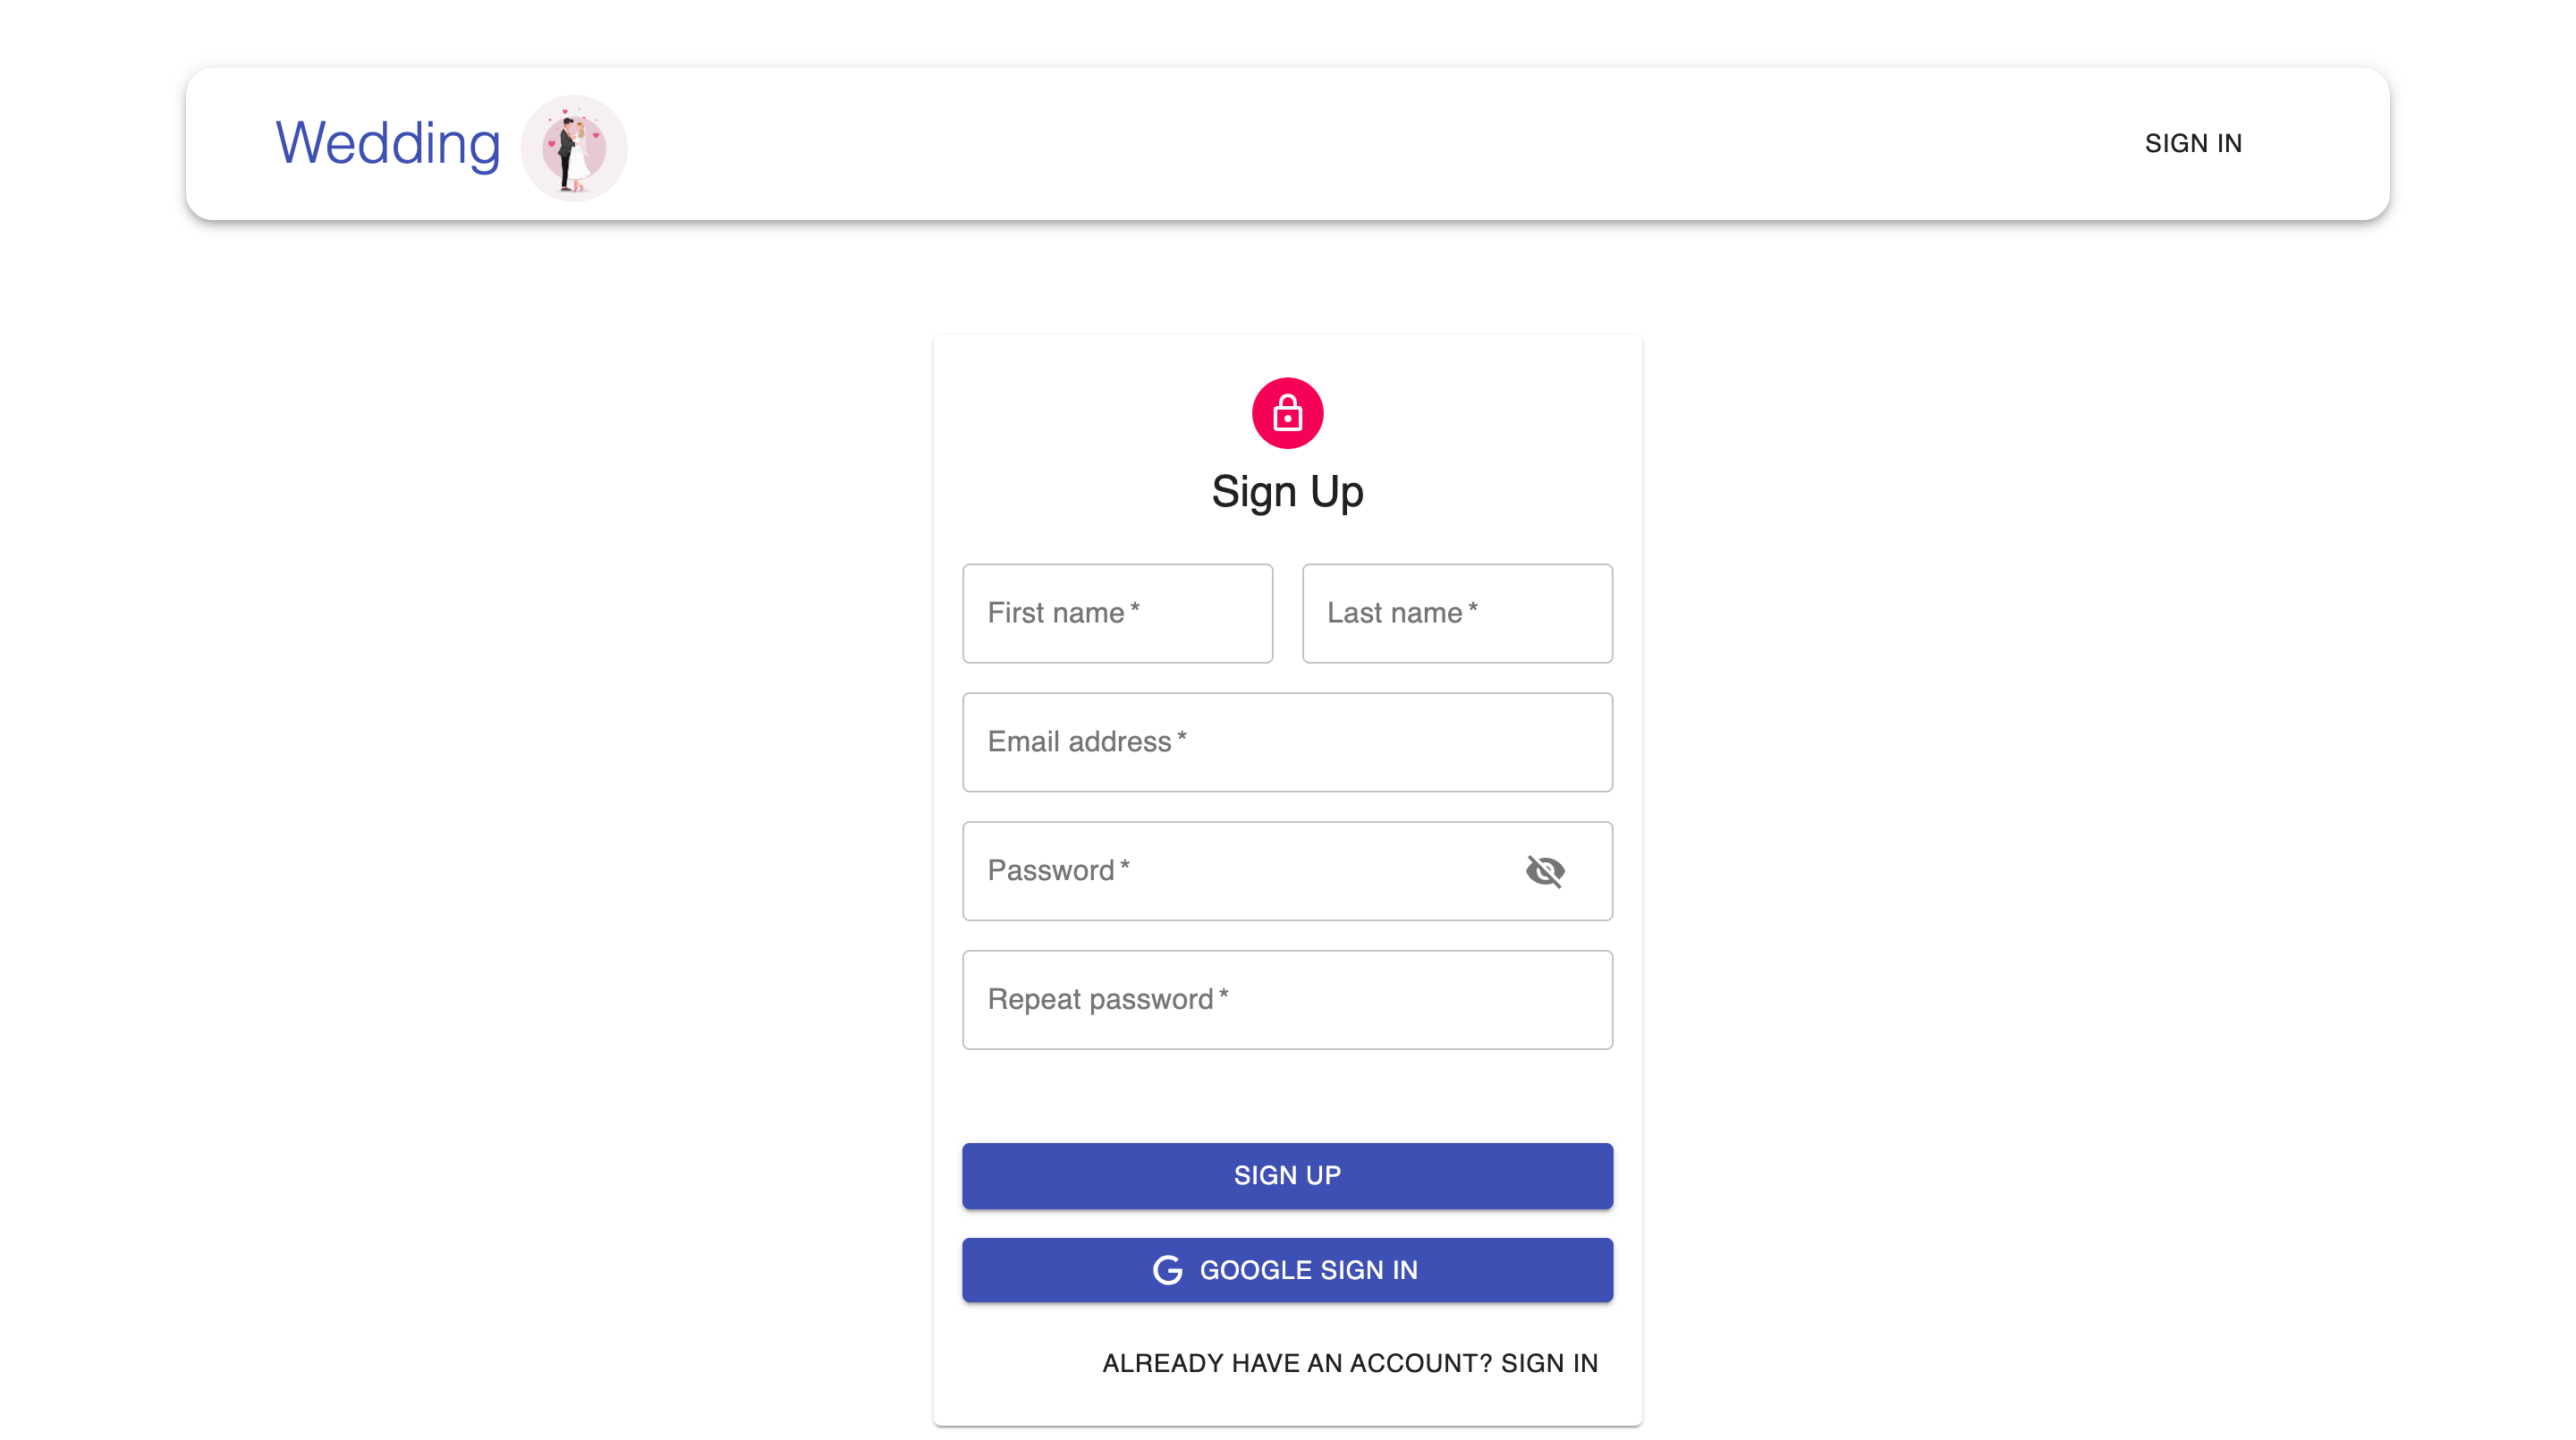 Wedding
SIGN IN
Sign Up
First name *
Last name *
Email address *
Password *
Repeat password *
SIGN UP
GOOGLE SIGN IN
ALREADY HAVE AN ACCOUNT? SIGN IN